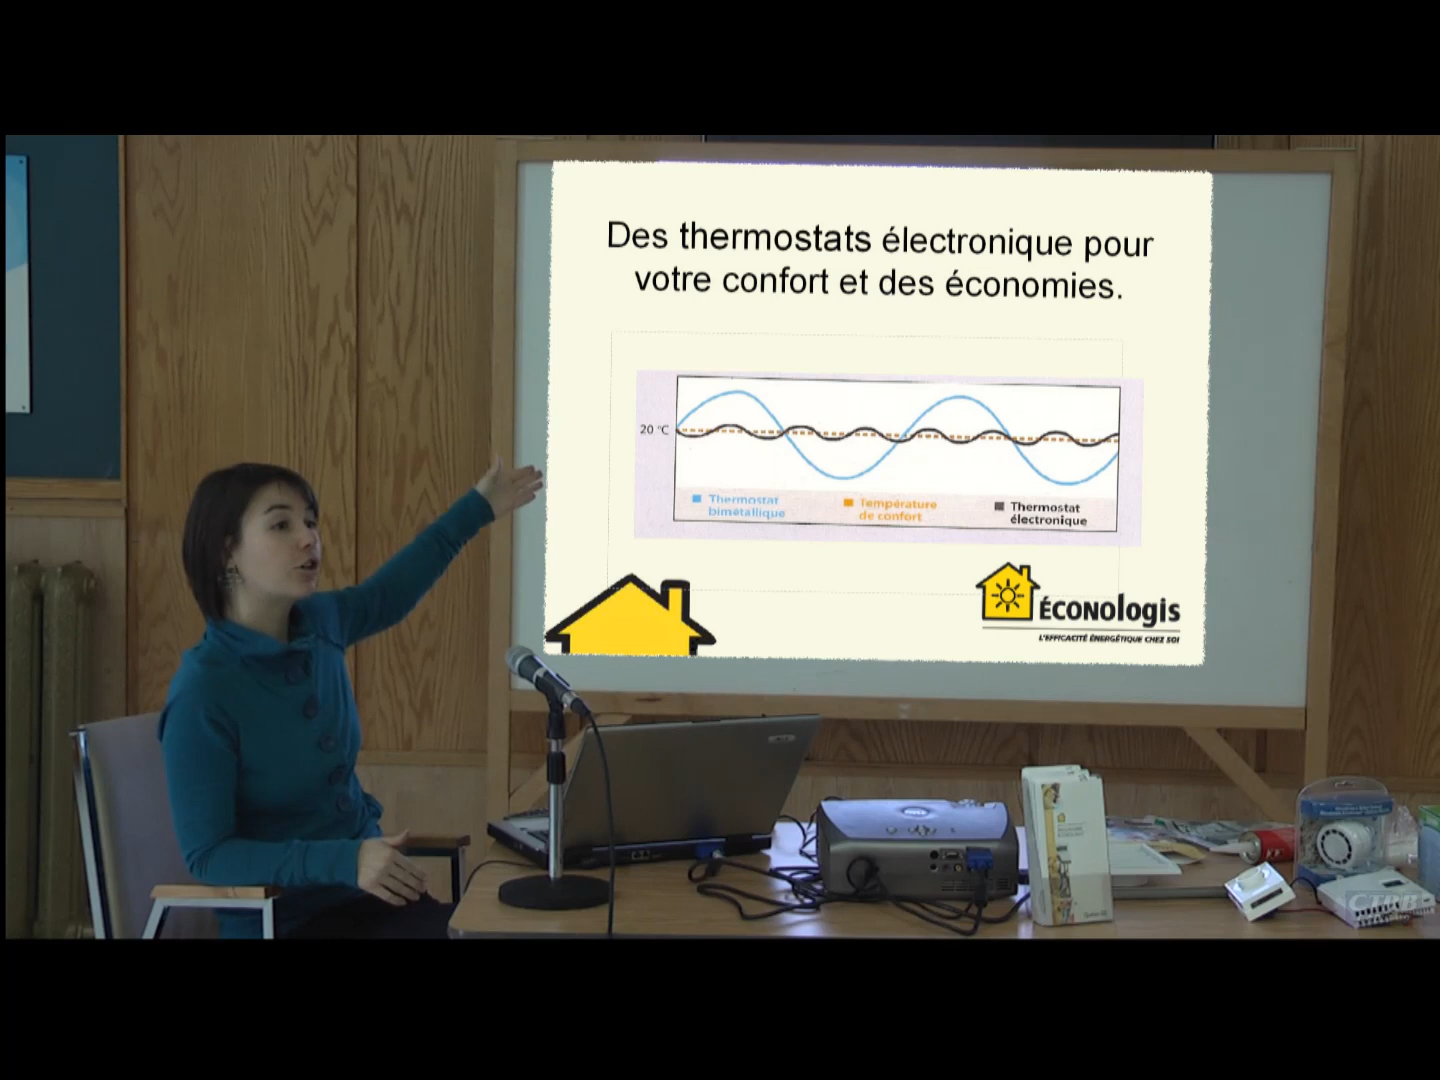 Des thermostats électronique pour
votre confort et des économies.
20 °C
Thermostat
bimétallique
Température
de confort
Thermostat
électronique
ÉCONOlogis
L'EFFICACITÉ ÉNERGÉTIQUE CHEZ SOI
CTRB